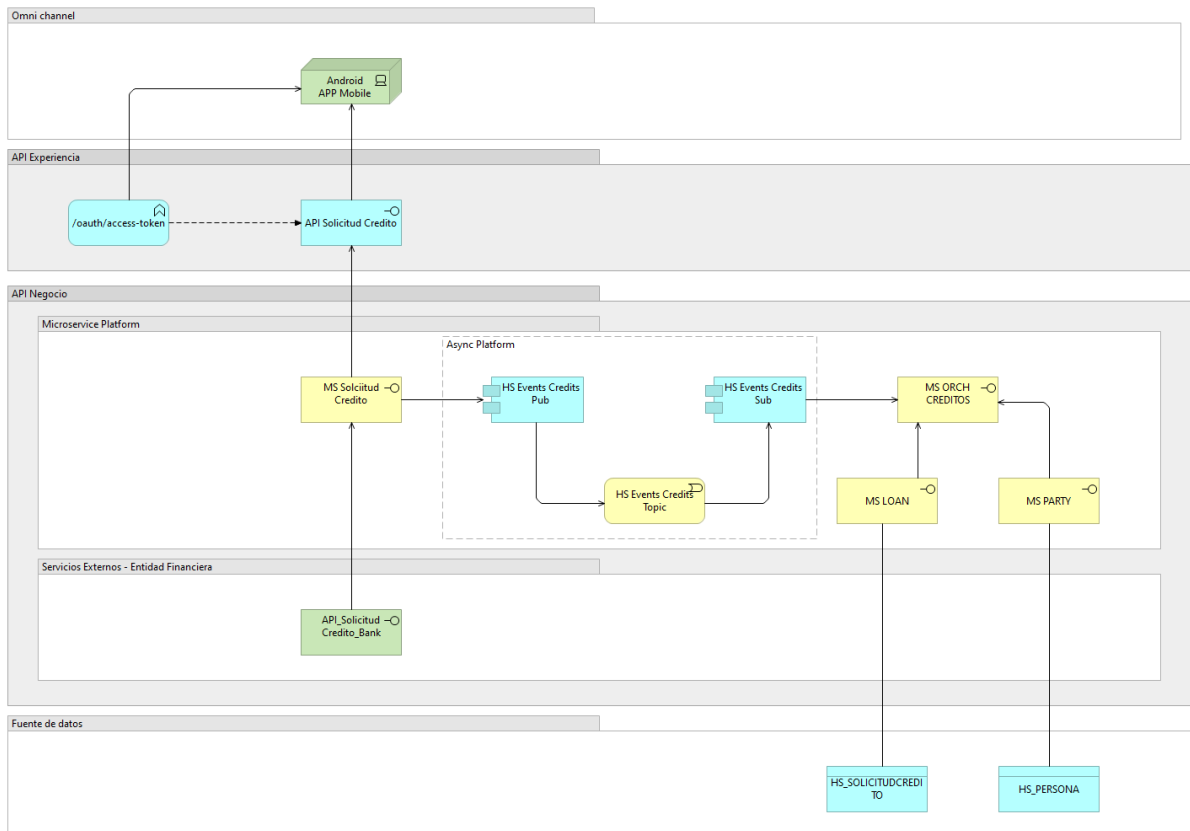 Omni channel
Android
APP Mobile
API Experiencia
/oauth/access-token
API Solicitud Credito
API Negocio
Microservice Platform
Async Platform
MS Solciitud
Credito
HS Events Credits
Pub
HS Events Credits
Sub
MS ORCH
CREDITOS
HS Events Credits
Topic
MS LOAN
MS PARTY
Servicios Externos - Entidad Financiera
API_Solicitud
Credito_Bank
Fuente de datos
HS_SOLICITUDCREDI
TO
HS_PERSONA